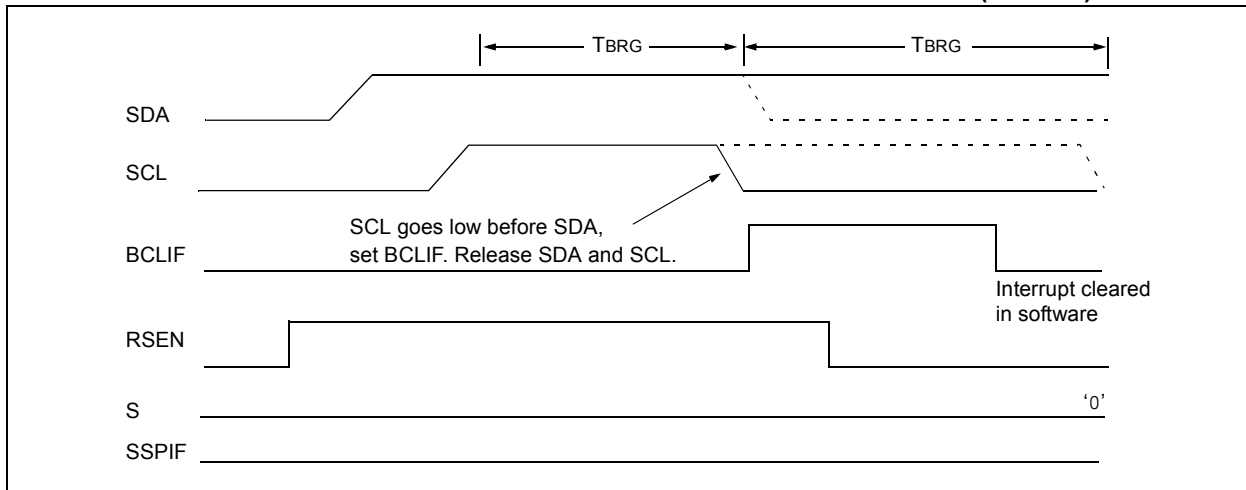 TBRG TBRG
SDA
SCL
SCL goes low before SDA,
set BCLIF. Release SDA and SCL.
BCLIF
Interrupt cleared
in software
RSEN
S ‘0’
SSPIF